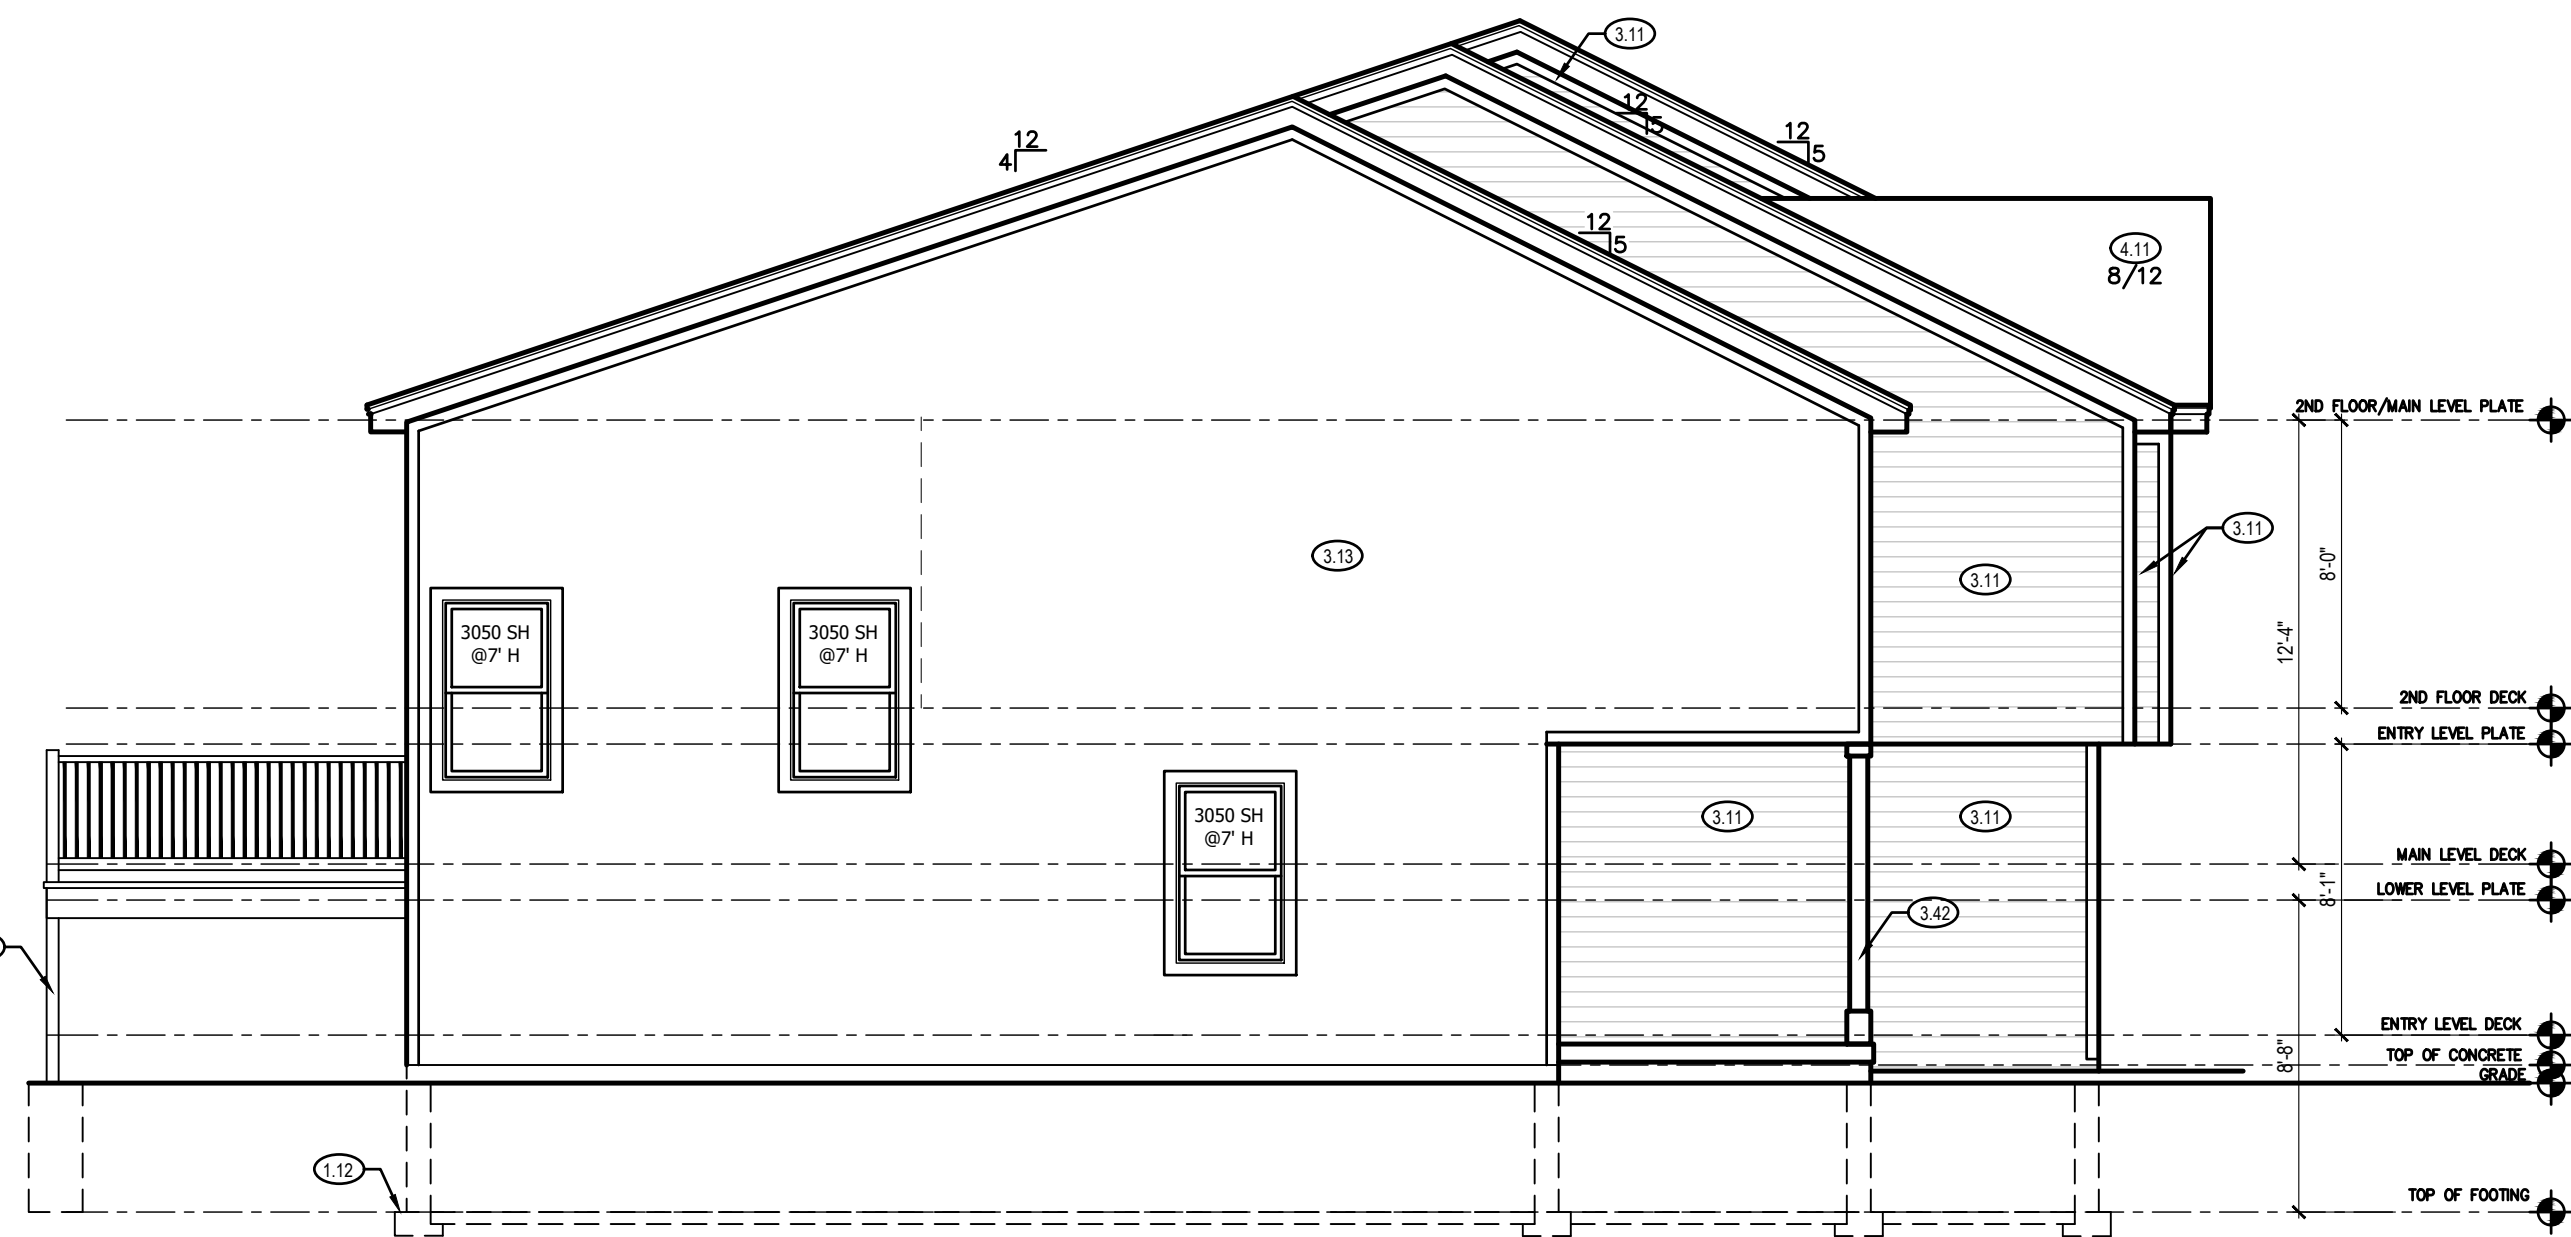 3.11
12
4
12
5
12
5
12
5
4.11
8/12
2ND FLOOR/MAIN LEVEL PLATE
3.11
3.13
3.11
8'-0"
12'-4"
3050 SH
@7' H
3050 SH
@7' H
2ND FLOOR DECK
ENTRY LEVEL PLATE
3050 SH
@7' H
3.11
3.11
MAIN LEVEL DECK
8'-1"
LOWER LEVEL PLATE
3.42
ENTRY LEVEL DECK
TOP OF CONCRETE
8'-8"
GRADE
1.12
TOP OF FOOTING